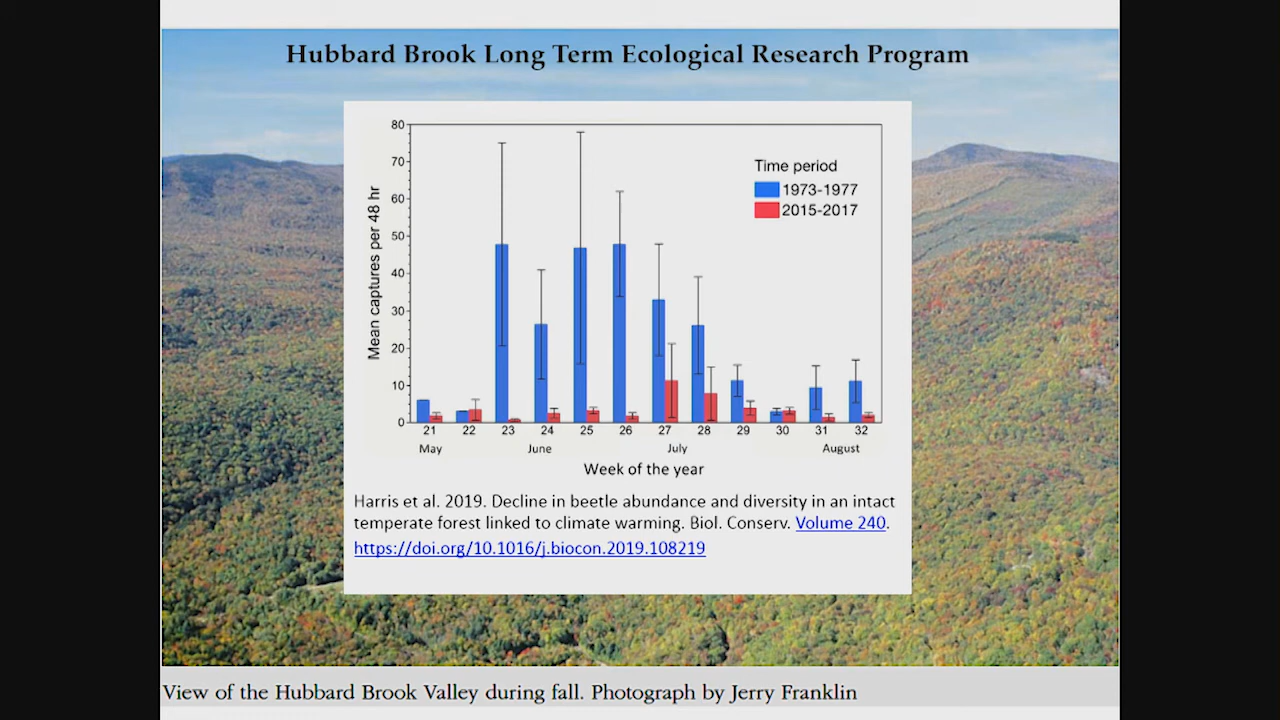 Hubbard Brook Long Term Ecological Research Program
80
70
60
50
40
30
20
10
0
Mean captures per 48 hr
Time period
1973-1977
2015-2017
21 22 23 24 25 26 27 28 29 30 31 32
May June July August
Week of the year
Harris et al. 2019. Decline in beetle abundance and diversity in an intact
temperate forest linked to climate warming. Biol. Conserv. Volume 240.
https://doi.org/10.1016/j.biocon.2019.108219
View of the Hubbard Brook Valley during fall. Photograph by Jerry Franklin